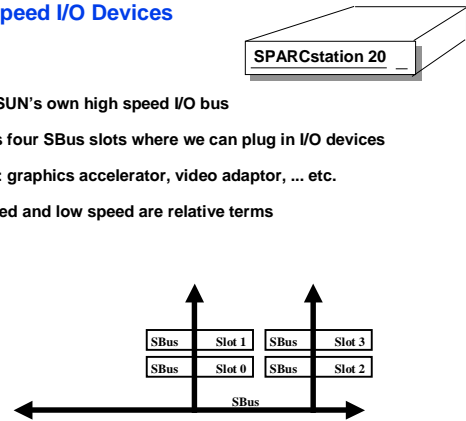 peed I/O Devices
SPARCstation 20
SUN's own high speed I/O bus
s four SBus slots where we can plug in I/O devices
: graphics accelerator, video adaptor, ... etc.
ed and low speed are relative terms
SBus Slot 1 SBus Slot 3
SBus Slot 0 SBus Slot 2
SBus